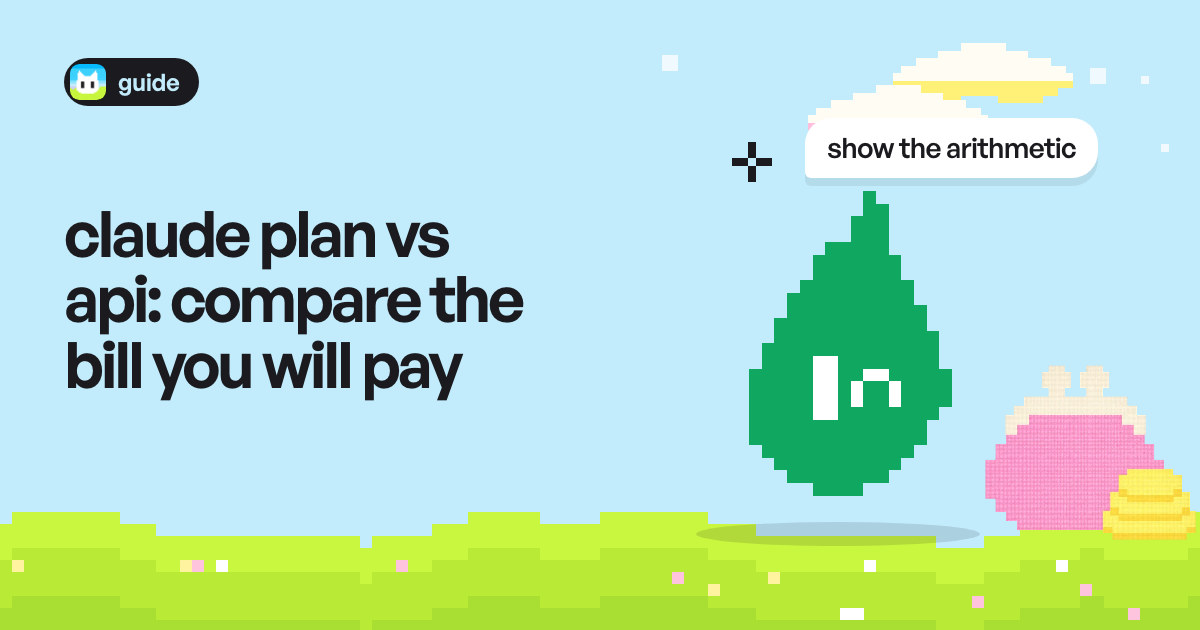 guide
show the arithmetic
claude plan vs
api: compare the
bill you will pay